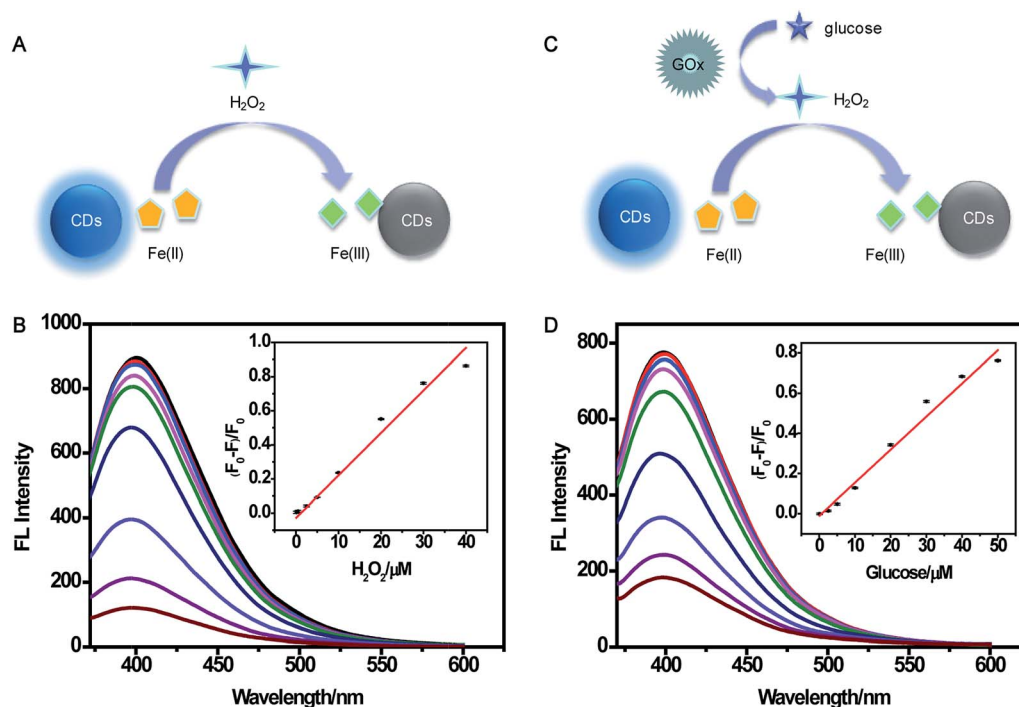 A
H₂O₂
CDs
Fe(II)
Fe(III)
CDs
C
glucose
GOx
H₂O₂
CDs
Fe(II)
Fe(III)
CDs
B
1000
800
600
400
200
0
FL Intensity
400
450
500
550
600
Wavelength/nm
1.0
0.8
0.6
0.4
0.2
0.0
(F₀-F)/F₀
0
10
20
30
40
H₂O₂/μM
D
800
600
400
200
0
FL Intensity
400
450
500
550
600
Wavelength/nm
0.8
0.6
0.4
0.2
0.0
(F₀-F)/F₀
0
10
20
30
40
50
Glucose/μM